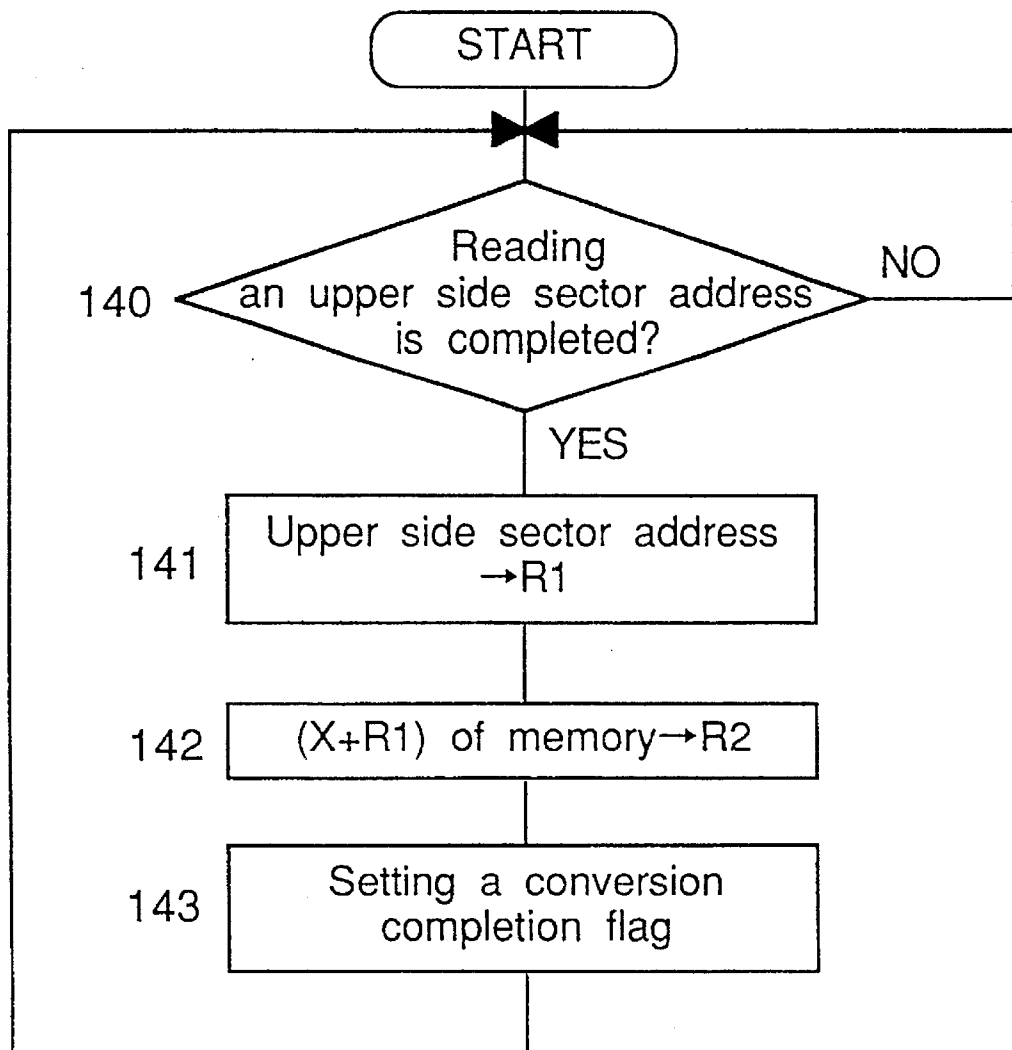 START
Reading
an upper side sector address
is completed?
NO
140
YES
Upper side sector address
→R1
141
(X+R1) of memory→R2
142
Setting a conversion
completion flag
143